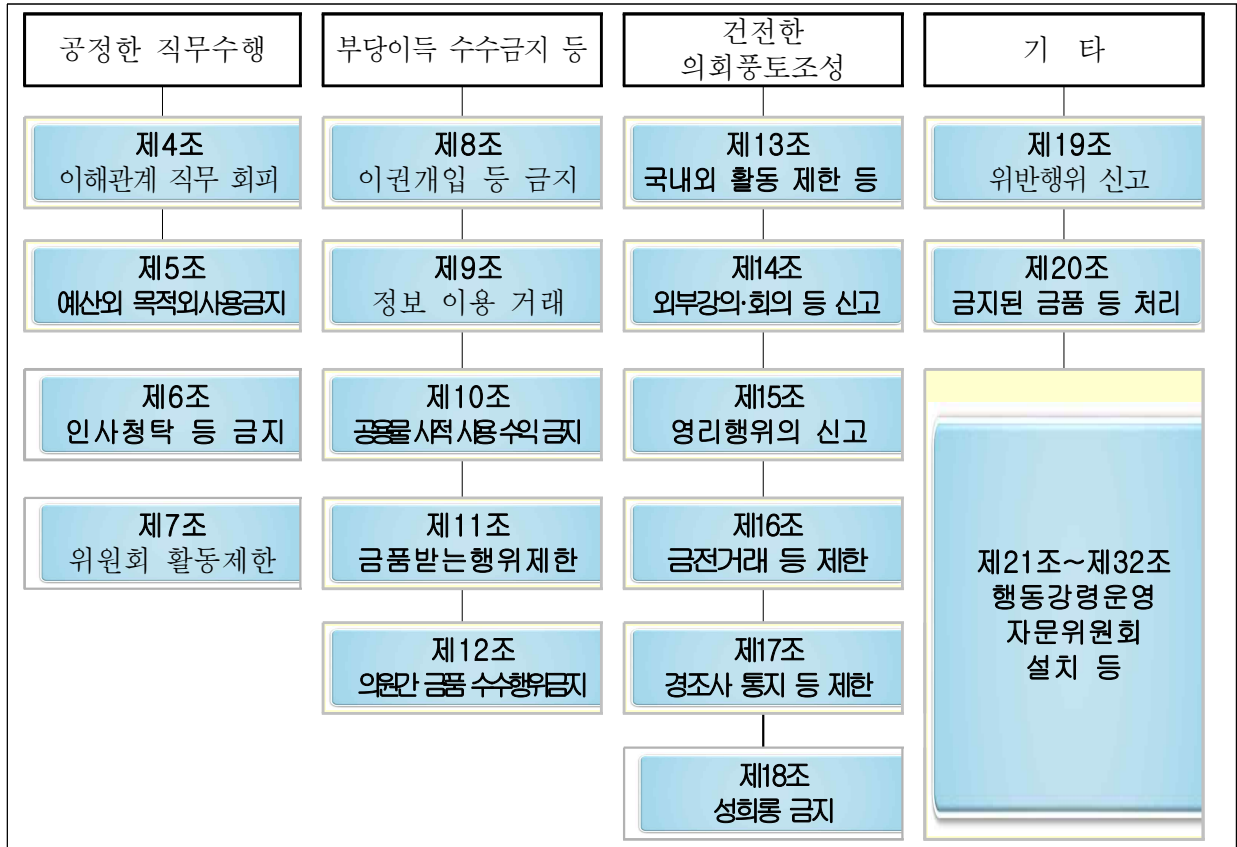 공정한 직무수행
제4조
이해관계 직무 회피
제5조
예산외 목적외사용금지
제6조
인사청탁 등 금지
제7조
위원회 활동제한
부당이득 수수금지 등
제8조
이권개입 등 금지
제9조
정보 이용 거래
제10조
공용물 사적 사용 수익 금지
제11조
금품받는행위제한
제12조
의원간 금품 수수행위금지
건전한
의회풍토조성
제13조
국내외 활동 제한 등
제14조
외부강의·회의 등 신고
제15조
영리행위의 신고
제16조
금전거래 등 제한
제17조
경조사 통지 등 제한
제18조
성희롱 금지
기 타
제19조
위반행위 신고
제20조
금지된 금품 등 처리
제21조~제32조
행동강령운영
자문위원회
설치 등